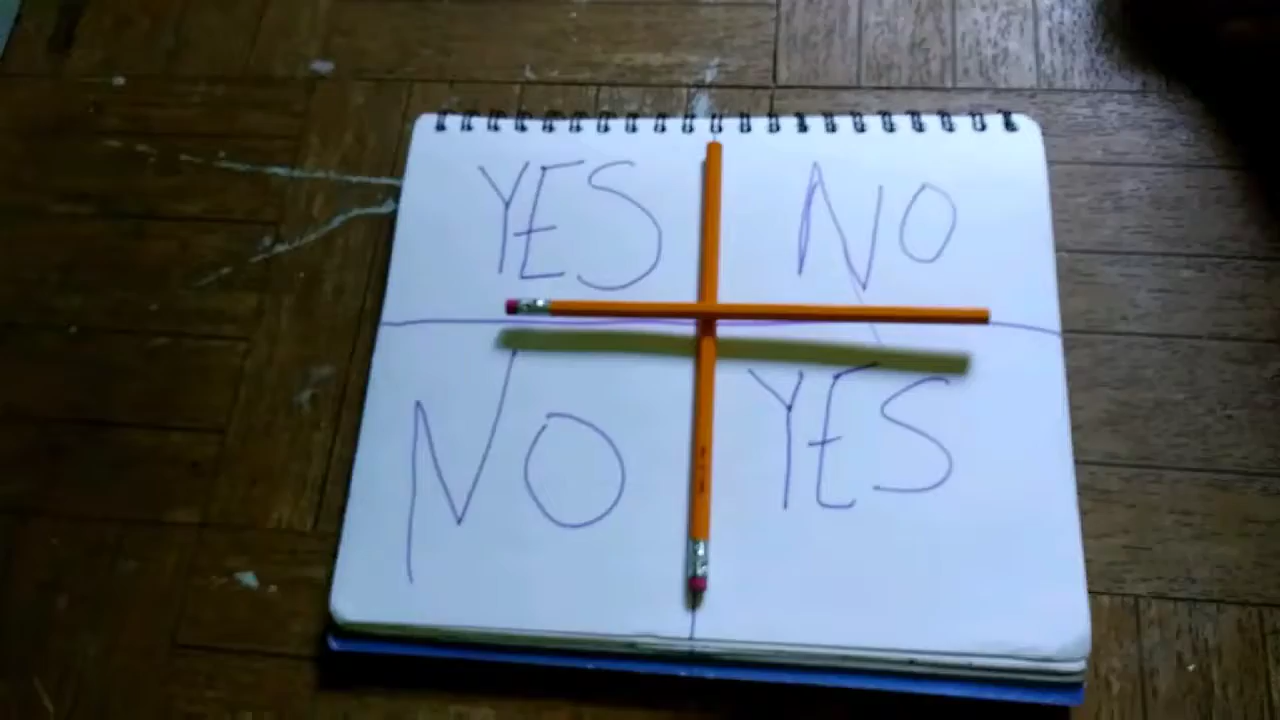 YES NO
NO YES